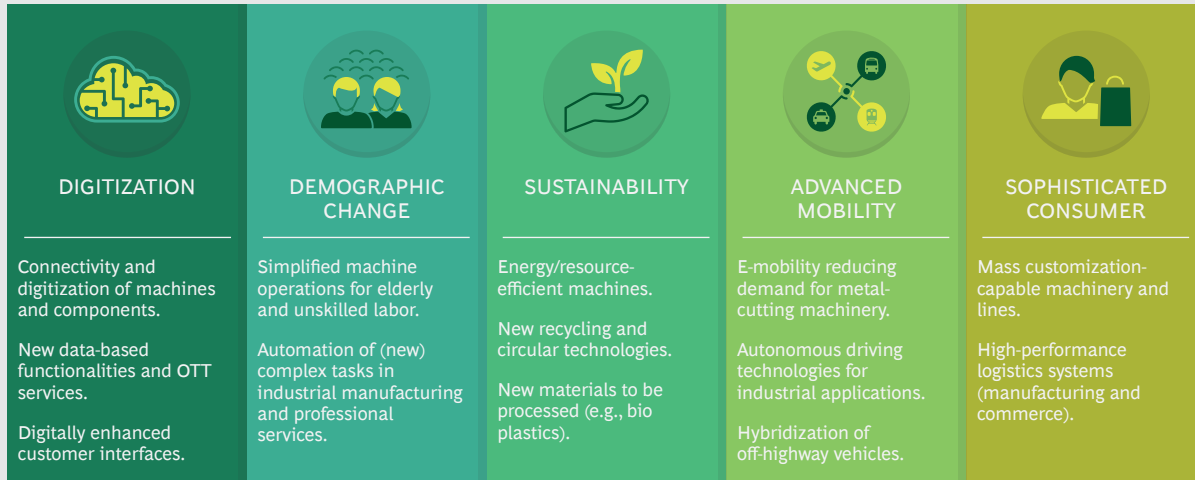 DIGITIZATION
Connectivity and
digitization of machines
and components.
New data-based
functionalities and OTT
services.
Digitally enhanced
customer interfaces.
DEMOGRAPHIC
CHANGE
Simplified machine
operations for elderly
and unskilled labor.
Automation of (new)
complex tasks in
industrial manufacturing
and professional
services.
SUSTAINABILITY
Energy/resource-
efficient machines.
New recycling and
circular technologies.
New materials to be
processed (e.g., bio
plastics).
ADVANCED
MOBILITY
E-mobility reducing
demand for metal-
cutting machinery.
Autonomous driving
technologies for
industrial applications.
Hybridization of
off-highway vehicles.
SOPHISTICATED
CONSUMER
Mass customization-
capable machinery and
lines.
High-performance
logistics systems
(manufacturing and
commerce).